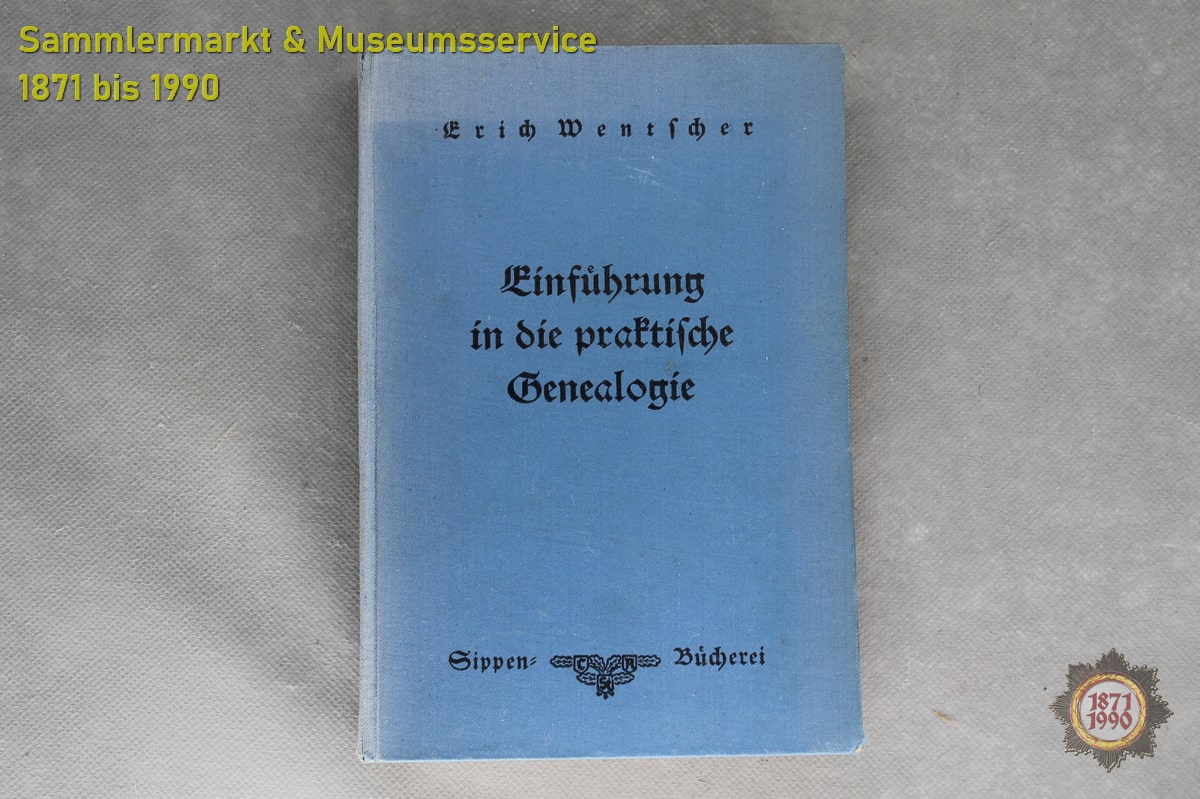 Sammlermarkt & Museumsservice
1871 bis 1990
Erich Wentscher
Einführung
in die praktische
Genealogie
Sippen-Bücherei
1871
1990